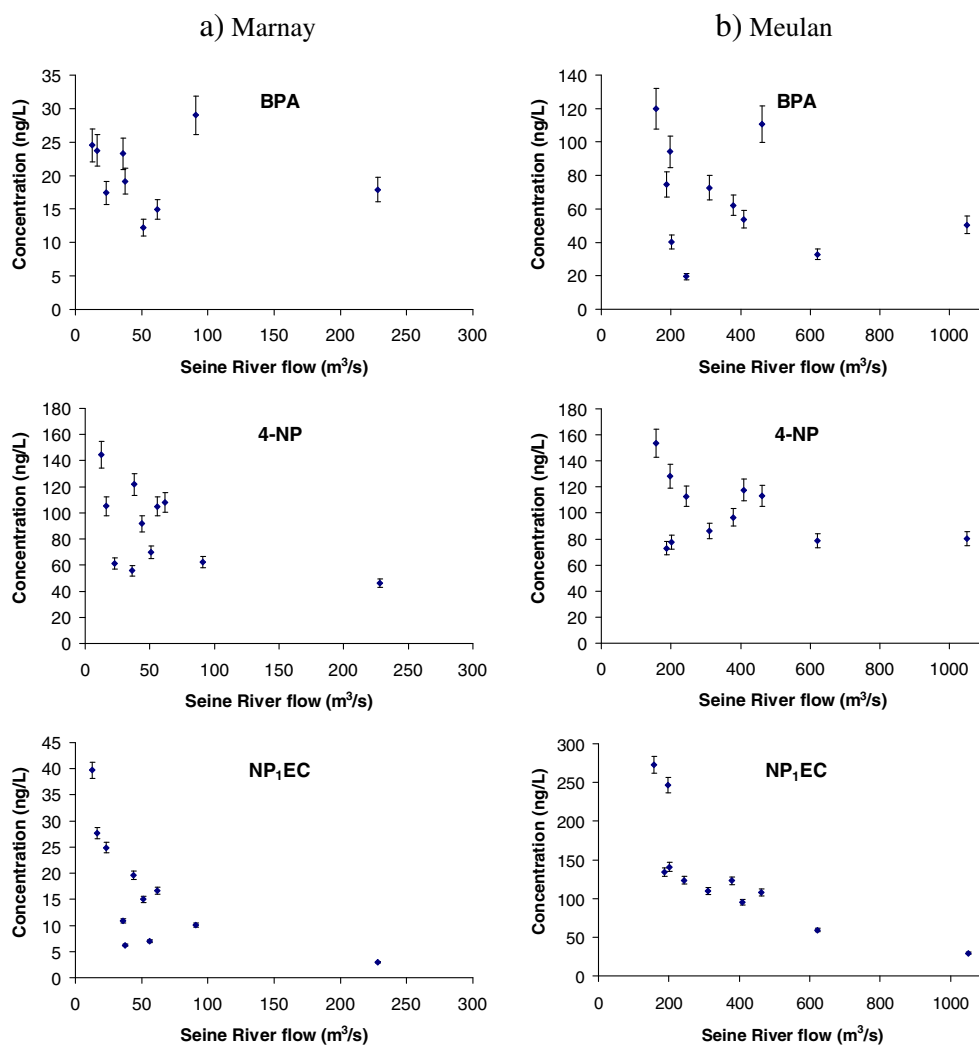 a) Marnay
b) Meulan
BPA
Concentration (ng/L)
35
30
25
20
15
10
5
0
0 50 100 150 200 250 300
Seine River flow (m³/s)
BPA
Concentration (ng/L)
140
120
100
80
60
40
20
0
0 200 400 600 800 1000
Seine River flow (m³/s)
4-NP
Concentration (ng/L)
180
160
140
120
100
80
60
40
20
0
0 50 100 150 200 250 300
Seine River flow (m³/s)
4-NP
Concentration (ng/L)
180
160
140
120
100
80
60
40
20
0
0 200 400 600 800 1000
Seine River flow (m³/s)
NP₁EC
Concentration (ng/L)
45
40
35
30
25
20
15
10
5
0
0 50 100 150 200 250 300
Seine River flow (m³/s)
NP₁EC
Concentration (ng/L)
300
250
200
150
100
50
0
0 200 400 600 800 1000
Seine River flow (m³/s)